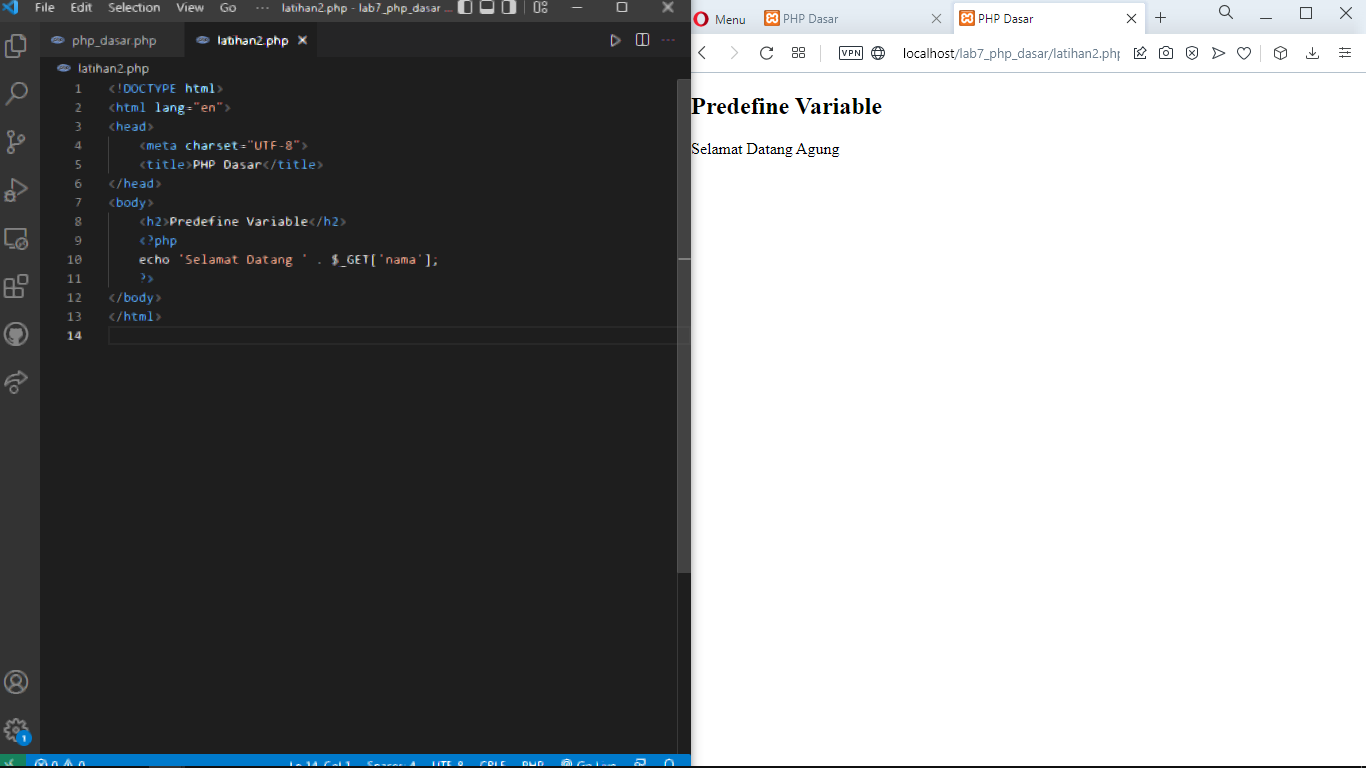 File Edit Selection View Go ··· latihan2.php - lab7_php_dasar ...
php_dasar.php latihan2.php
latihan2.php
1 <!DOCTYPE html>
2 <html lang="en">
3 <head>
4 <meta charset="UTF-8">
5 <title>PHP Dasar</title>
6 </head>
7 <body>
8 <h2>Predefine Variable</h2>
9 <?php
10 echo 'Selamat Datang ' . $_GET['nama'];
11 ?>
12 </body>
13 </html>
14
1
0 0 Ln 14, Col 1 Spaces: 4 UTF-8 CRLF PHP Go Live
Menu PHP Dasar PHP Dasar
VPN localhost/lab7_php_dasar/latihan2.php
Predefine Variable
Selamat Datang Agung